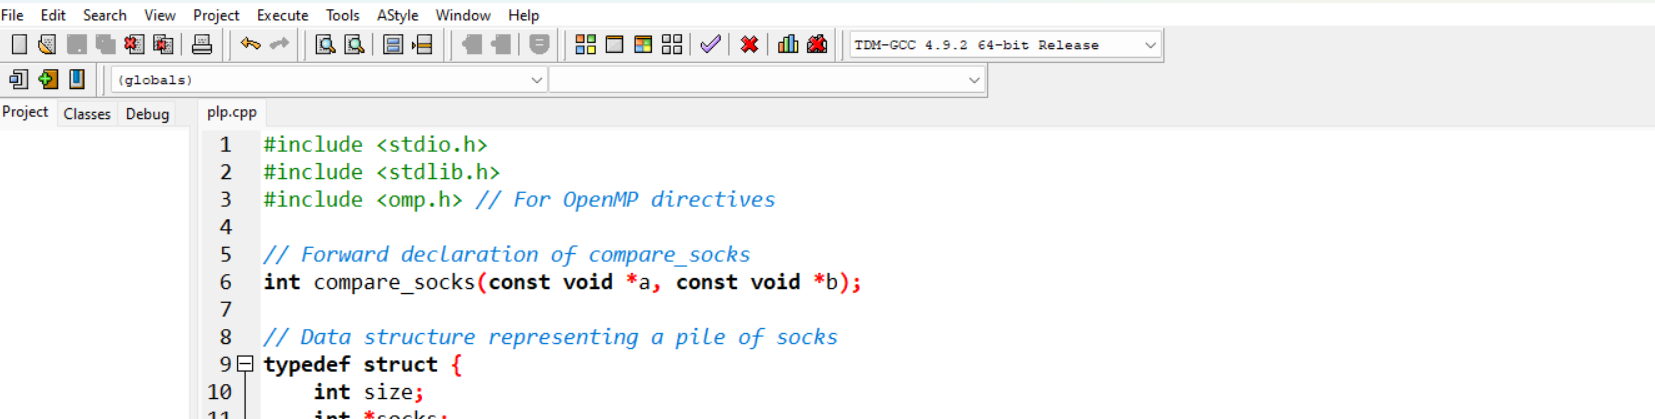 File Edit Search View Project Execute Tools AStyle Window Help
TDM-GCC 4.9.2 64-bit Release
(globals)
Project Classes Debug plp.cpp
1 #include <stdio.h>
2 #include <stdlib.h>
3 #include <omp.h> // For OpenMP directives
4
5 // Forward declaration of compare_socks
6 int compare_socks(const void *a, const void *b);
7
8 // Data structure representing a pile of socks
9 typedef struct {
10 int size;
11 int *socks;